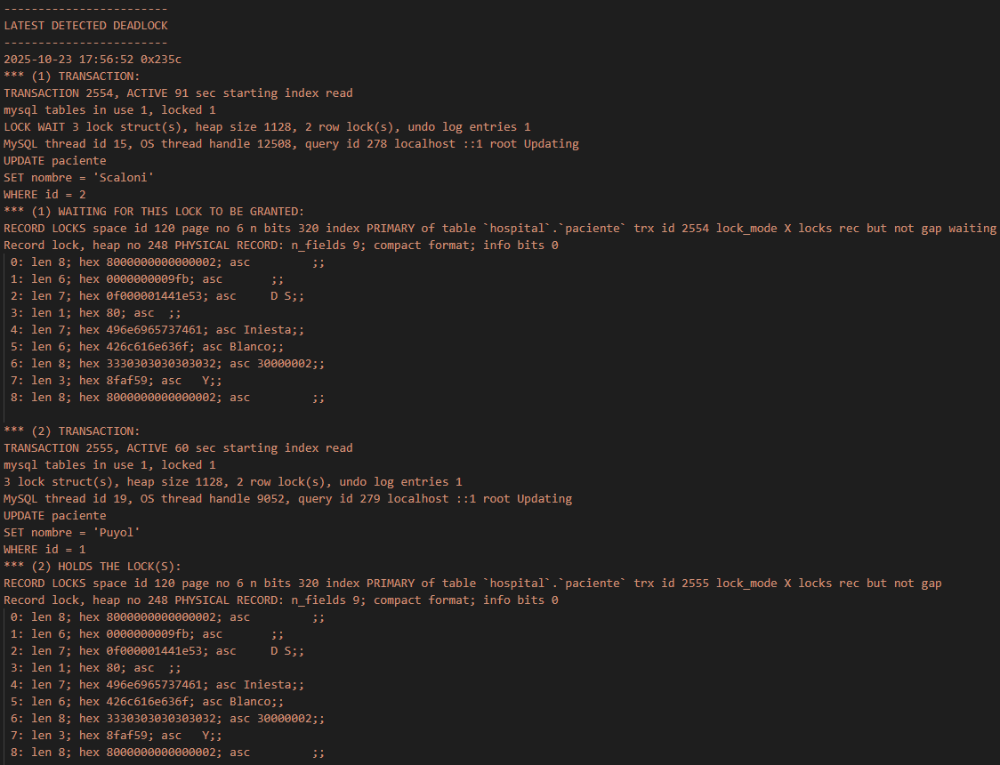 ------------------------
LATEST DETECTED DEADLOCK
------------------------
2025-10-23 17:56:52 0x235c
*** (1) TRANSACTION:
TRANSACTION 2554, ACTIVE 91 sec starting index read
mysql tables in use 1, locked 1
LOCK WAIT 3 lock struct(s), heap size 1128, 2 row lock(s), undo log entries 1
MySQL thread id 15, OS thread handle 12508, query id 278 localhost ::1 root Updating
UPDATE paciente
SET nombre = 'Scaloni'
WHERE id = 2
*** (1) WAITING FOR THIS LOCK TO BE GRANTED:
RECORD LOCKS space id 120 page no 6 n bits 320 index PRIMARY of table `hospital`.`paciente` trx id 2554 lock_mode X locks rec but not gap waiting
Record lock, heap no 248 PHYSICAL RECORD: n_fields 9; compact format; info bits 0
 0: len 8; hex 8000000000000002; asc         ;;
 1: len 6; hex 0000000009fb; asc       ;;
 2: len 7; hex 0f000001441e53; asc     D S;;
 3: len 1; hex 80; asc  ;;
 4: len 7; hex 496e6965737461; asc Iniesta;;
 5: len 6; hex 426c616e636f; asc Blanco;;
 6: len 8; hex 3330303030303032; asc 30000002;;
 7: len 3; hex 8faf59; asc   Y;;
 8: len 8; hex 8000000000000002; asc         ;;
*** (2) TRANSACTION:
TRANSACTION 2555, ACTIVE 60 sec starting index read
mysql tables in use 1, locked 1
3 lock struct(s), heap size 1128, 2 row lock(s), undo log entries 1
MySQL thread id 19, OS thread handle 9052, query id 279 localhost ::1 root Updating
UPDATE paciente
SET nombre = 'Puyol'
WHERE id = 1
*** (2) HOLDS THE LOCK(S):
RECORD LOCKS space id 120 page no 6 n bits 320 index PRIMARY of table `hospital`.`paciente` trx id 2555 lock_mode X locks rec but not gap
Record lock, heap no 248 PHYSICAL RECORD: n_fields 9; compact format; info bits 0
 0: len 8; hex 8000000000000002; asc         ;;
 1: len 6; hex 0000000009fb; asc       ;;
 2: len 7; hex 0f000001441e53; asc     D S;;
 3: len 1; hex 80; asc  ;;
 4: len 7; hex 496e6965737461; asc Iniesta;;
 5: len 6; hex 426c616e636f; asc Blanco;;
 6: len 8; hex 3330303030303032; asc 30000002;;
 7: len 3; hex 8faf59; asc   Y;;
 8: len 8; hex 8000000000000002; asc         ;;